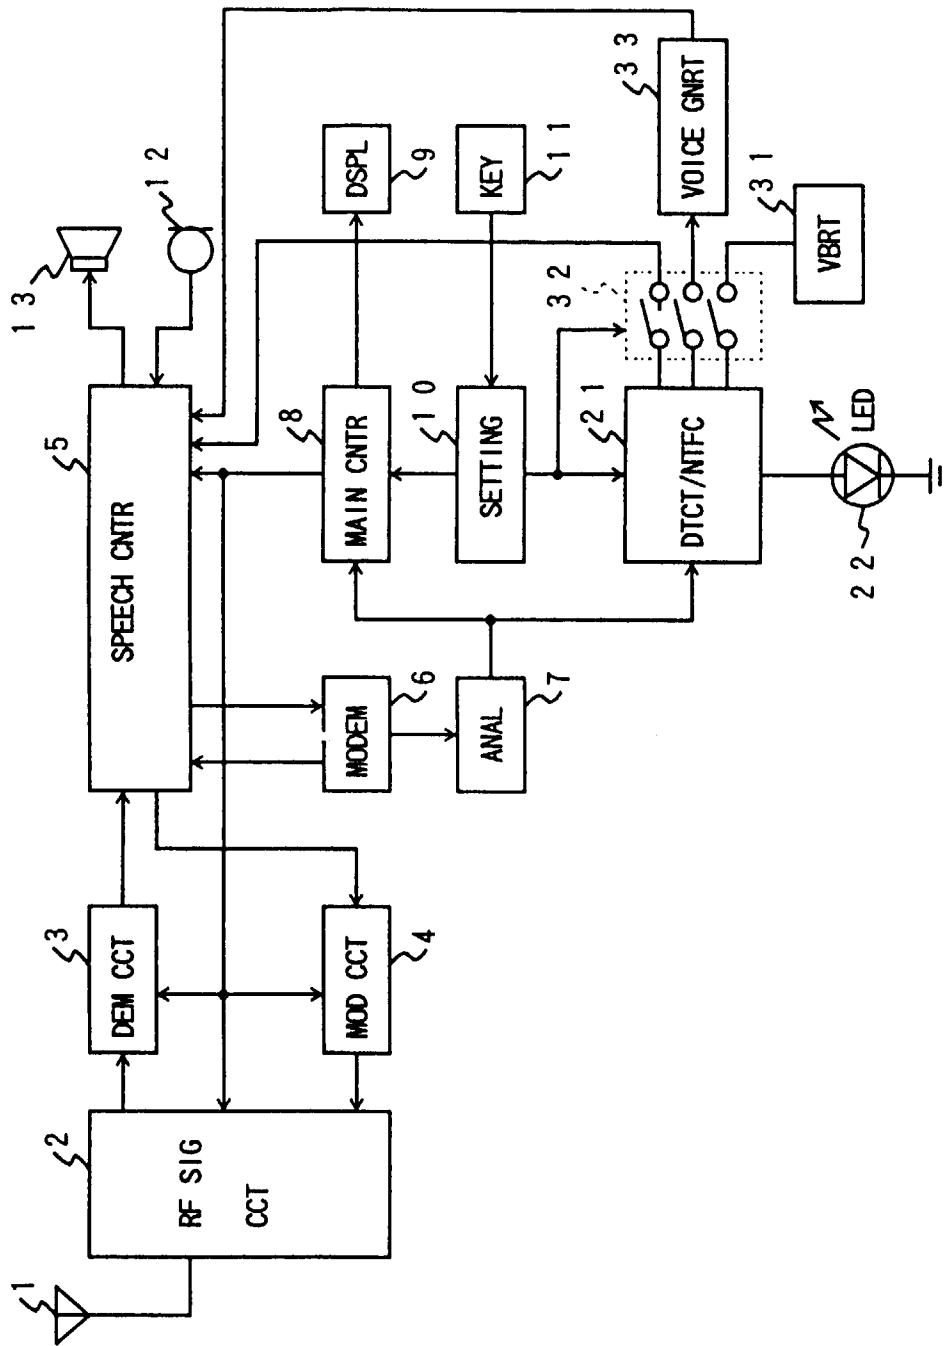 1
2
RF SIG
CCT
3
DEM CCT
4
MOD CCT
5
SPEECH CNTR
6
MODEM
7
ANAL
8
MAIN CNTR
9
DSPL
10
SETTING
11
KEY
12
13
21
DTCT/NTFC
22
LED
31
VBRT
32
33
VOICE GNRT